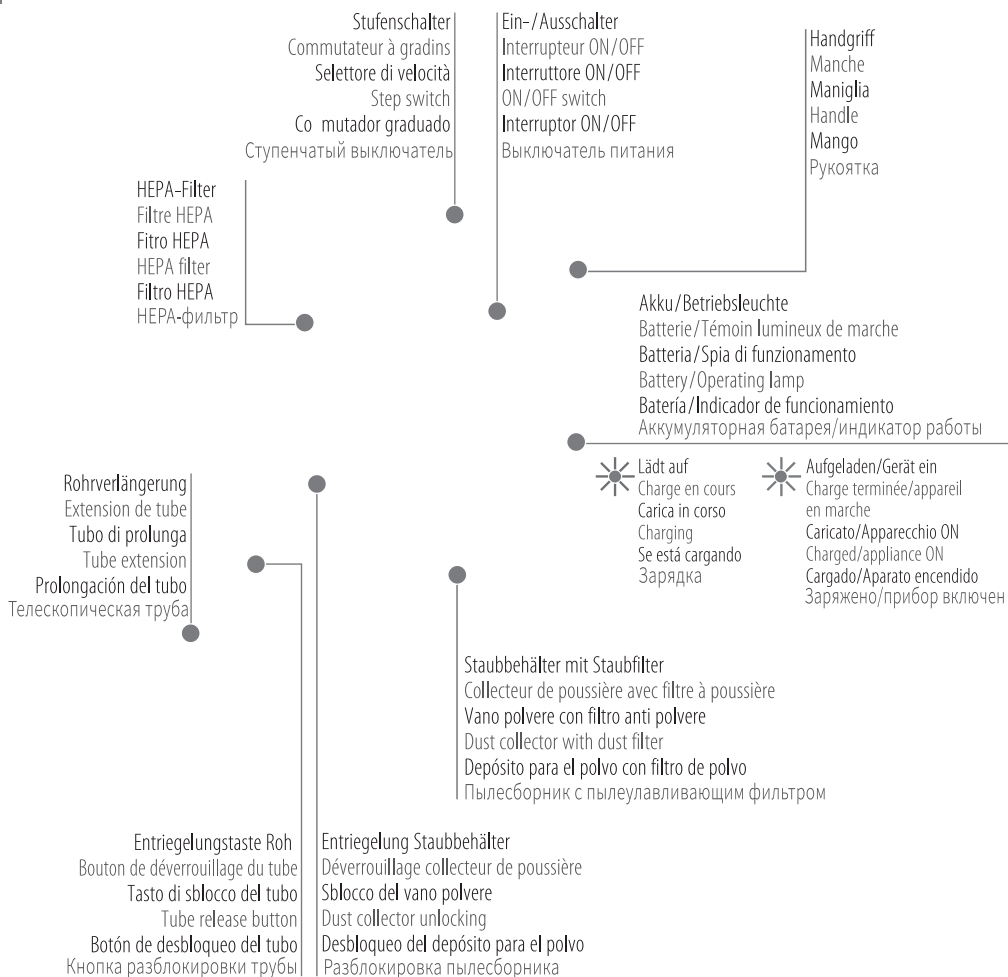 Stufenschalter
Commutateur à gradins
Selettore di velocità
Step switch
Co mutador graduado
Ступенчатый выключатель
Ein-/Ausschalter
Interrupteur ON/OFF
Interruttore ON/OFF
ON/OFF switch
Interruptor ON/OFF
Выключатель питания
Handgriff
Manche
Maniglia
Handle
Mango
Рукоятка
HEPA-Filter
Filtre HEPA
Fitro HEPA
HEPA filter
Filtro HEPA
HEPA-фильтр
Akku/Betriebsleuchte
Batterie/Témoin lumineux de marche
Batteria/Spia di funzionamento
Battery/Operating lamp
Batería/Indicador de funcionamiento
Аккумуляторная батарея/индикатор работы
Lädt auf
Charge en cours
Carica in corso
Charging
Se está cargando
Зарядка
Aufgeladen/Gerät ein
Charge terminée/appareil
en marche
Caricato/Apparecchio ON
Charged/appliance ON
Cargado/Aparato encendido
Заряжено/прибор включен
Rohrverlängerung
Extension de tube
Tubo di prolunga
Tube extension
Prolongación del tubo
Телескопическая труба
Staubbehälter mit Staubfilter
Collecteur de poussière avec filtre à poussière
Vano polvere con filtro anti polvere
Dust collector with dust filter
Depósito para el polvo con filtro de polvo
Пылесборник с пылеулавливающим фильтром
Entriegelungstaste Roh
Bouton de déverrouillage du tube
Tasto di sblocco del tubo
Tube release button
Botón de desbloqueo del tubo
Кнопка разблокировки трубы
Entriegelung Staubbehälter
Déverrouillage collecteur de poussière
Sblocco del vano polvere
Dust collector unlocking
Desbloqueo del depósito para el polvo
Разблокировка пылесборника